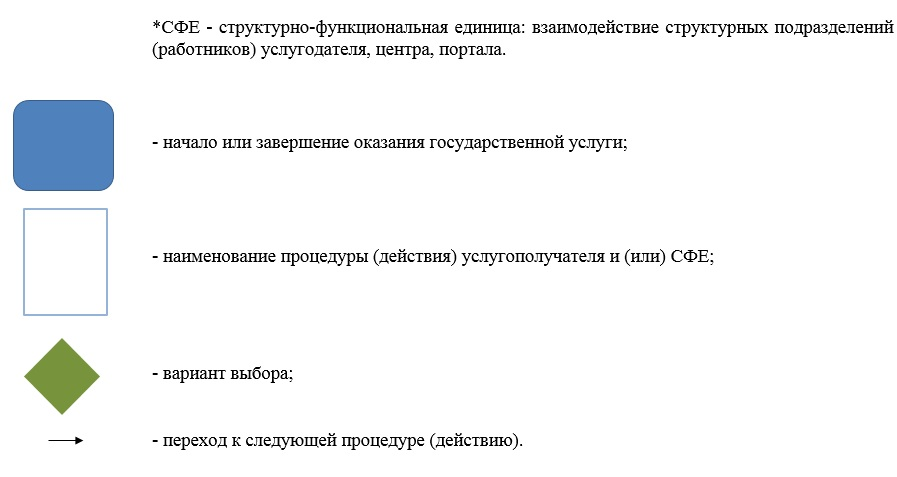 *СФЕ - структурно-функциональная единица: взаимодействие структурных подразделений
(работников) услугодателя, центра, портала.
- начало или завершение оказания государственной услуги;
- наименование процедуры (действия) услугополучателя и (или) СФЕ;
- вариант выбора;
- переход к следующей процедуре (действию).